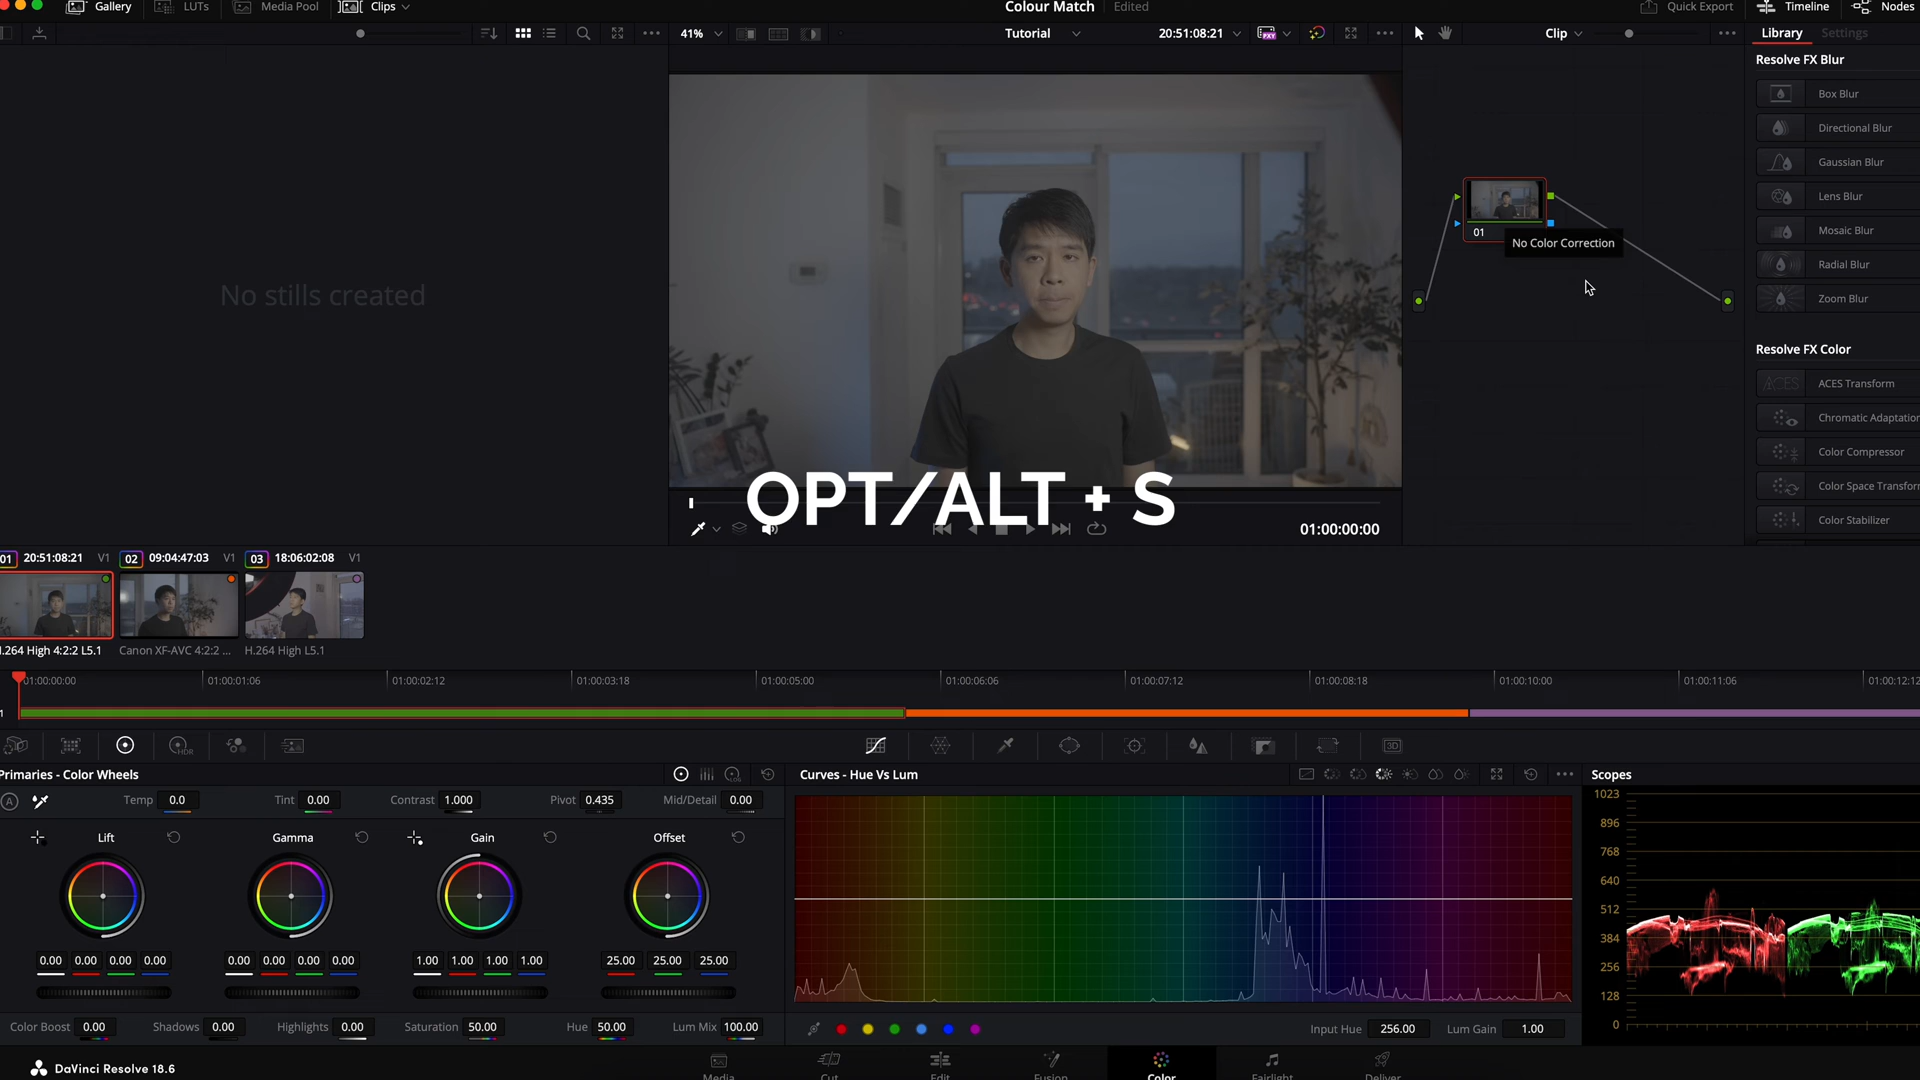 Gallery LUTs Media Pool Clips Colour Match Edited Quick Export Timeline Nodes
41% Tutorial 20:51:08:21 PXY Clip Library Settings
Resolve FX Blur
Box Blur
Directional Blur
Gaussian Blur
Lens Blur
Mosaic Blur
Radial Blur
Zoom Blur
No stills created
01
No Color Correction
Resolve FX Color
ACES ACES Transform
Chromatic Adaptation
Color Compressor
Color Space Transform
Color Stabilizer
OPT/ALT + S
01:00:00:00
01 20:51:08:21 V1 02 09:04:47:03 V1 03 18:06:02:08 V1
H.264 High 4:2:2 L5.1 Canon XF-AVC 4:2:2 ... H.264 High L5.1
01:00:00:00 01:00:01:06 01:00:02:12 01:00:03:18 01:00:05:00 01:00:06:06 01:00:07:12 01:00:08:18 01:00:10:00 01:00:11:06 01:00:12:12
1
HDR 3D
Primaries - Color Wheels LOG Curves - Hue Vs Lum Scopes
A Temp 0.0 Tint 0.00 Contrast 1.000 Pivot 0.435 Mid/Detail 0.00
Lift Gamma Gain Offset
0.00 0.00 0.00 0.00 0.00 0.00 0.00 0.00 1.00 1.00 1.00 1.00 25.00 25.00 25.00
Color Boost 0.00 Shadows 0.00 Highlights 0.00 Saturation 50.00 Hue 50.00 Lum Mix 100.00
Input Hue 256.00 Lum Gain 1.00
1023
896
768
640
512
384
256
128
0
DaVinci Resolve 18.6 Media Cut Edit Fusion Color Fairlight Deliver